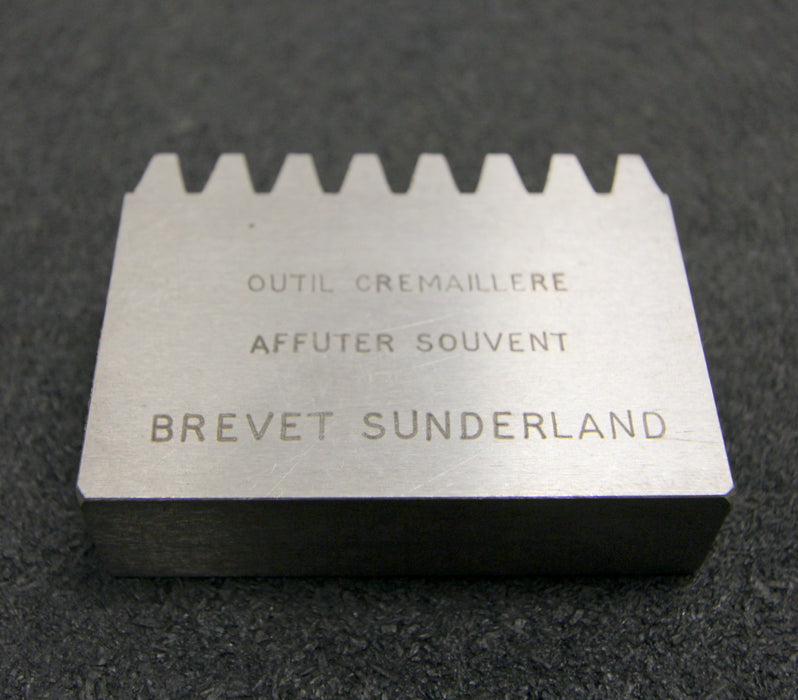 OUTIL CREMAILLERE
AFFUTER SOUVENT
BREVET SUNDERLAND